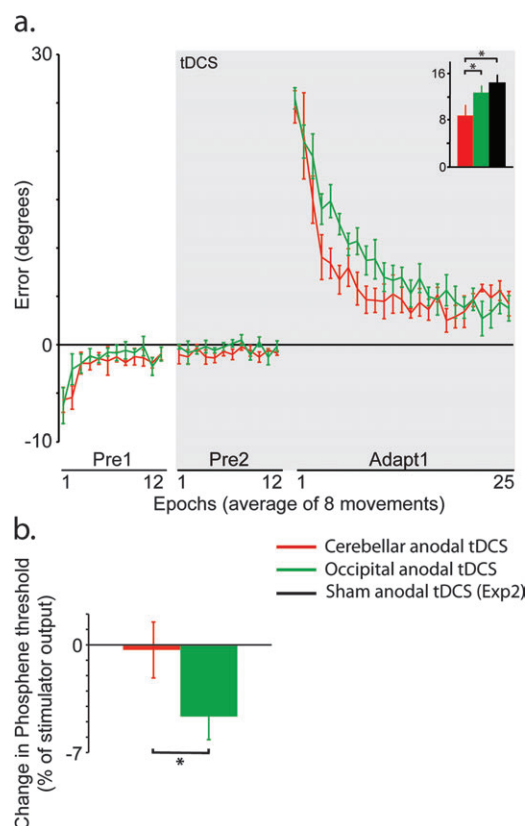 a.
30
tDCS
Error (degrees)
0
-10
16
8
0
*
*
Pre1
Pre2
Adapt1
1 12 1 12 1 25
Epochs (average of 8 movements)
Cerebellar anodal tDCS
Occipital anodal tDCS
Sham anodal tDCS (Exp2)
b.
Change in Phosphene threshold
(% of stimulator output)
0
-7
*